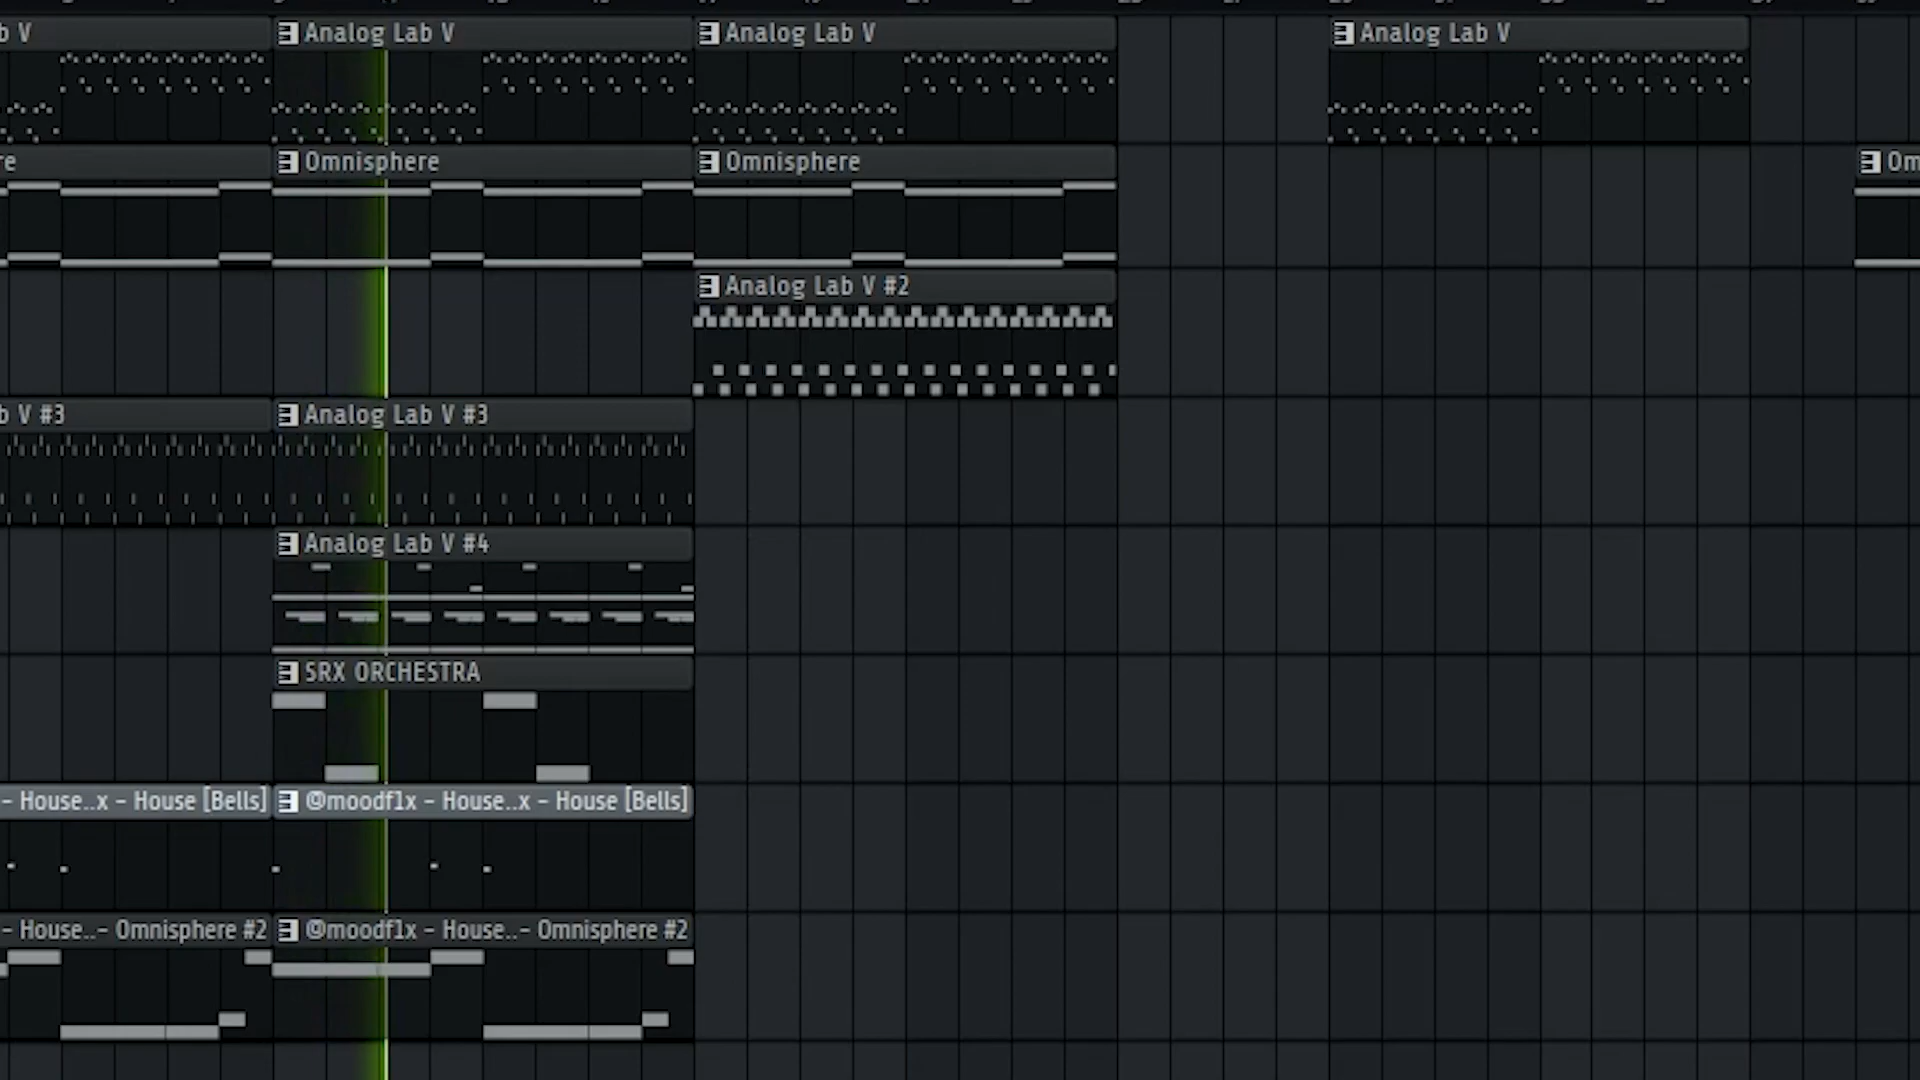 b V Analog Lab V Analog Lab V Analog Lab V
re Omnisphere Omnisphere Om
Analog Lab V #2
b V #3 Analog Lab V #3
Analog Lab V #4
SRX ORCHESTRA
- House..x - House [Bells] @moodf1x - House..x - House [Bells]
- House..- Omnisphere #2 @moodf1x - House..- Omnisphere #2